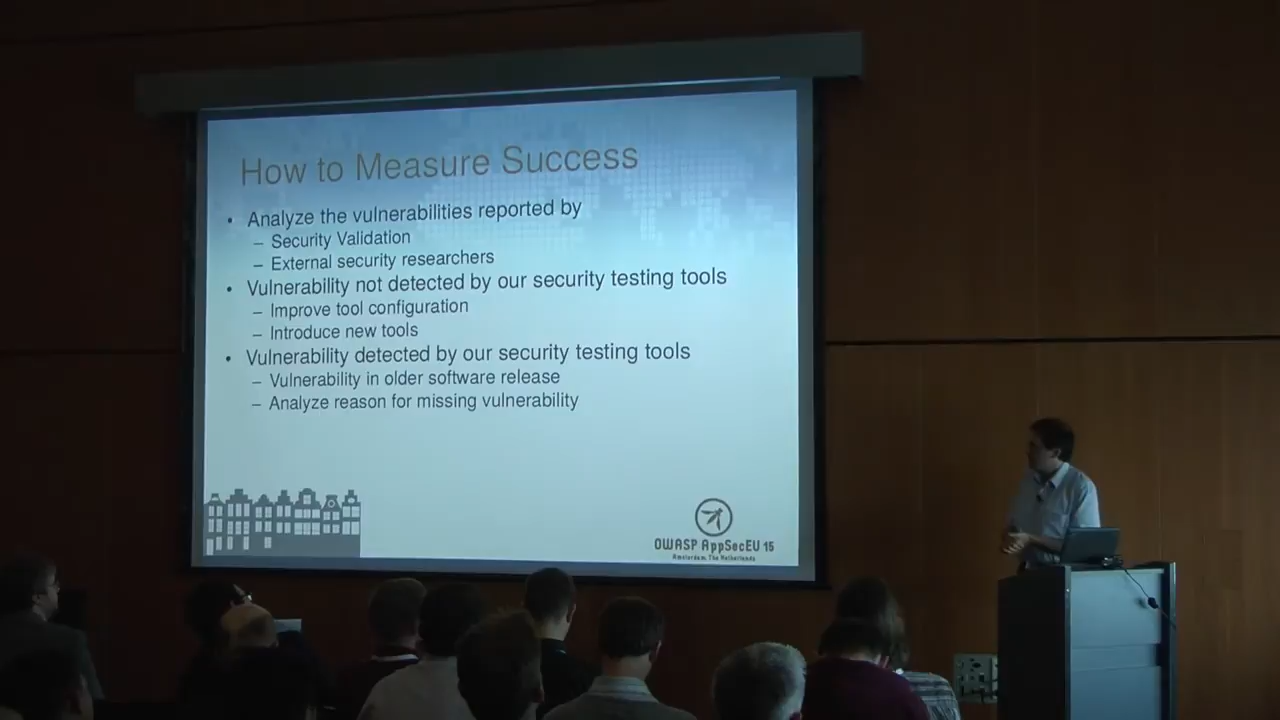 How to Measure Success
• Analyze the vulnerabilities reported by
– Security Validation
– External security researchers
• Vulnerability not detected by our security testing tools
– Improve tool configuration
– Introduce new tools
• Vulnerability detected by our security testing tools
– Vulnerability in older software release
– Analyze reason for missing vulnerability
OWASP AppSecEU 15
Amsterdam, The Netherlands